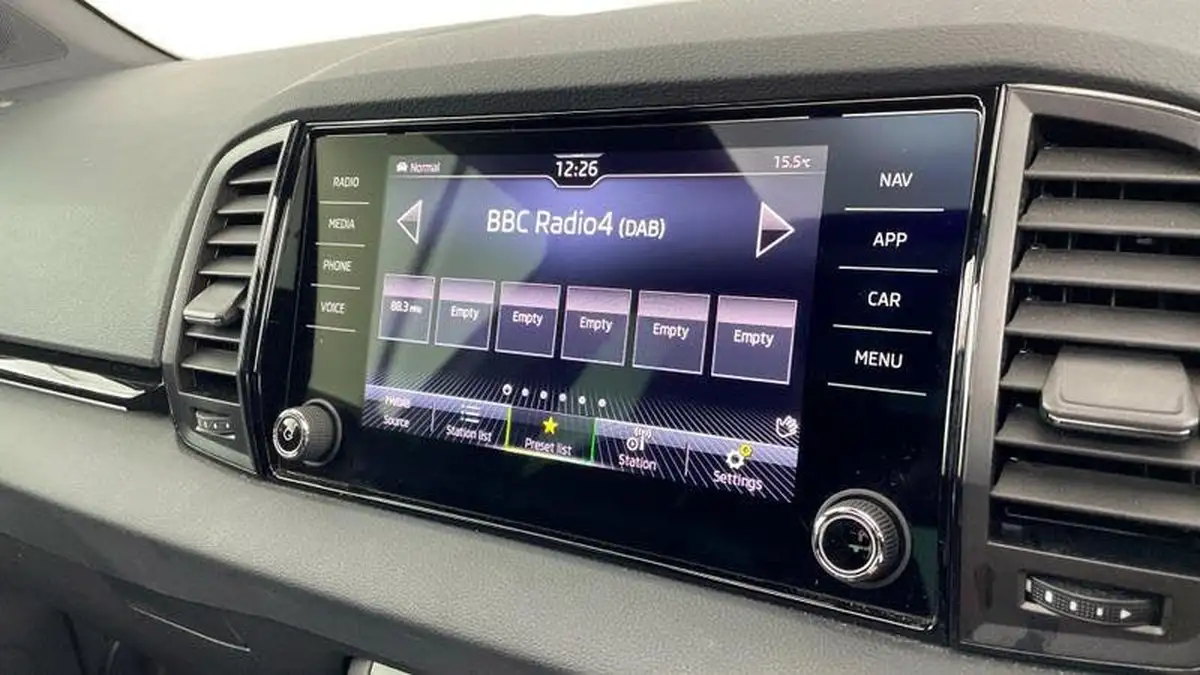 RADIO
MEDIA
PHONE
VOICE
Normal
12:26
15.5°C
BBC Radio4 (DAB)
88.3 MHz
Empty
Empty
Empty
Empty
Empty
Source
Station list
Preset list
Station
Settings
NAV
APP
CAR
MENU